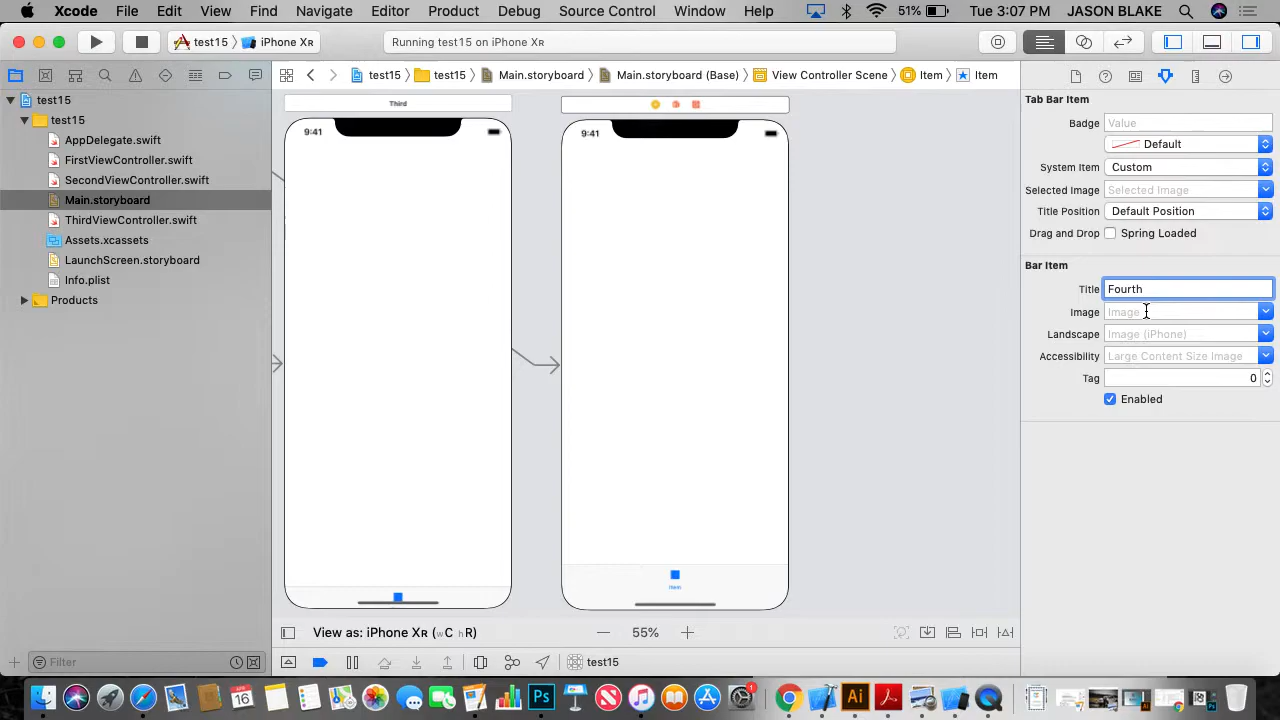 Xcode File Edit View Find Navigate Editor Product Debug Source Control Window Help 51% Tue 3:07 PM JASON BLAKE
test15 iPhone XR Running test15 on iPhone XR
test15 test15 Main.storyboard Main.storyboard (Base) View Controller Scene Item Item
test15
test15
AppDelegate.swift
FirstViewController.swift
SecondViewController.swift
Main.storyboard
ThirdViewController.swift
Assets.xcassets
LaunchScreen.storyboard
Info.plist
Products
Filter
Third
9:41
9:41
Item
View as: iPhone XR (wC hR) 55%
test15
Tab Bar Item
Badge Value
Default
System Item Custom
Selected Image Selected Image
Title Position Default Position
Drag and Drop Spring Loaded
Bar Item
Title Fourth
Image Image
Landscape Image (iPhone)
Accessibility Large Content Size Image
Tag 0
Enabled
APR 16 Ps Ai 1